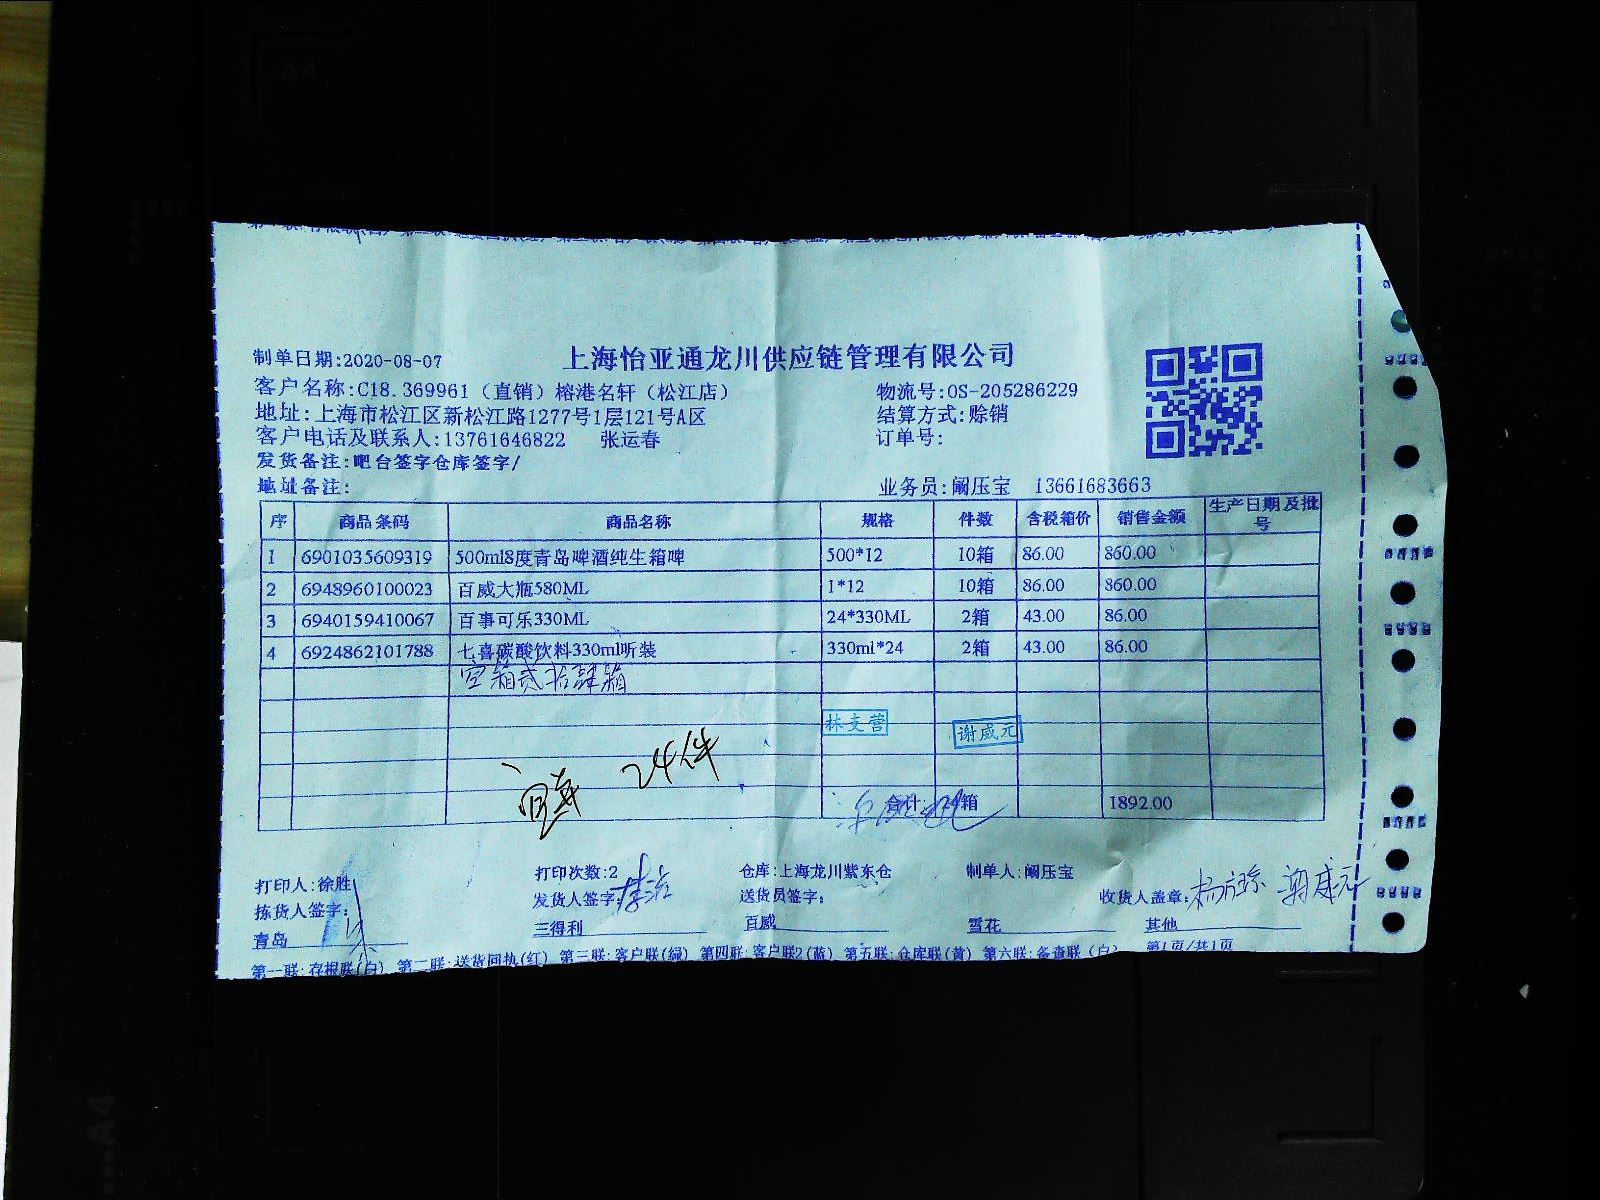 制单日期:2020-08-07
上海怡亚通龙川供应链管理有限公司
客户名称:C18.369961（直销）榕港名轩（松江店）
物流号:OS-205286229
地址:上海市松江区新松江路1277号1层121号A区
结算方式:赊销
客户电话及联系人:13761646822 张运春
订单号:
发货备注:吧台签字仓库签字/
地址备注:
业务员:阚压宝 13661683663
序 商品条码 商品名称 规格 件数 含税箱价 销售金额 生产日期及批号
1 6901035609319 500ml8度青岛啤酒纯生箱啤 500*12 10箱 86.00 860.00
2 6948960100023 百威大瓶580ML 1*12 10箱 86.00 860.00
3 6940159410067 百事可乐330ML 24*330ML 2箱 43.00 86.00
4 6924862101788 七喜碳酸饮料330ml听装 330ml*24 2箱 43.00 86.00
空箱贰拾肆箱
林支营
谢威元
24件
合计: 箱 1892.00
打印人:徐胜
打印次数:2
仓库:上海龙川紫东仓
制单人:阚压宝
拣货人签字:
发货人签字:
送货员签字:
收货人盖章:
青岛
三得利
百威
雪花
其他
第一联:存根联(白) 第二联:送货回执(红) 第三联:客户联(绿) 第四联:客户联2(蓝) 第五联:仓库联(黄) 第六联:备查联(白) 第1页/共1页